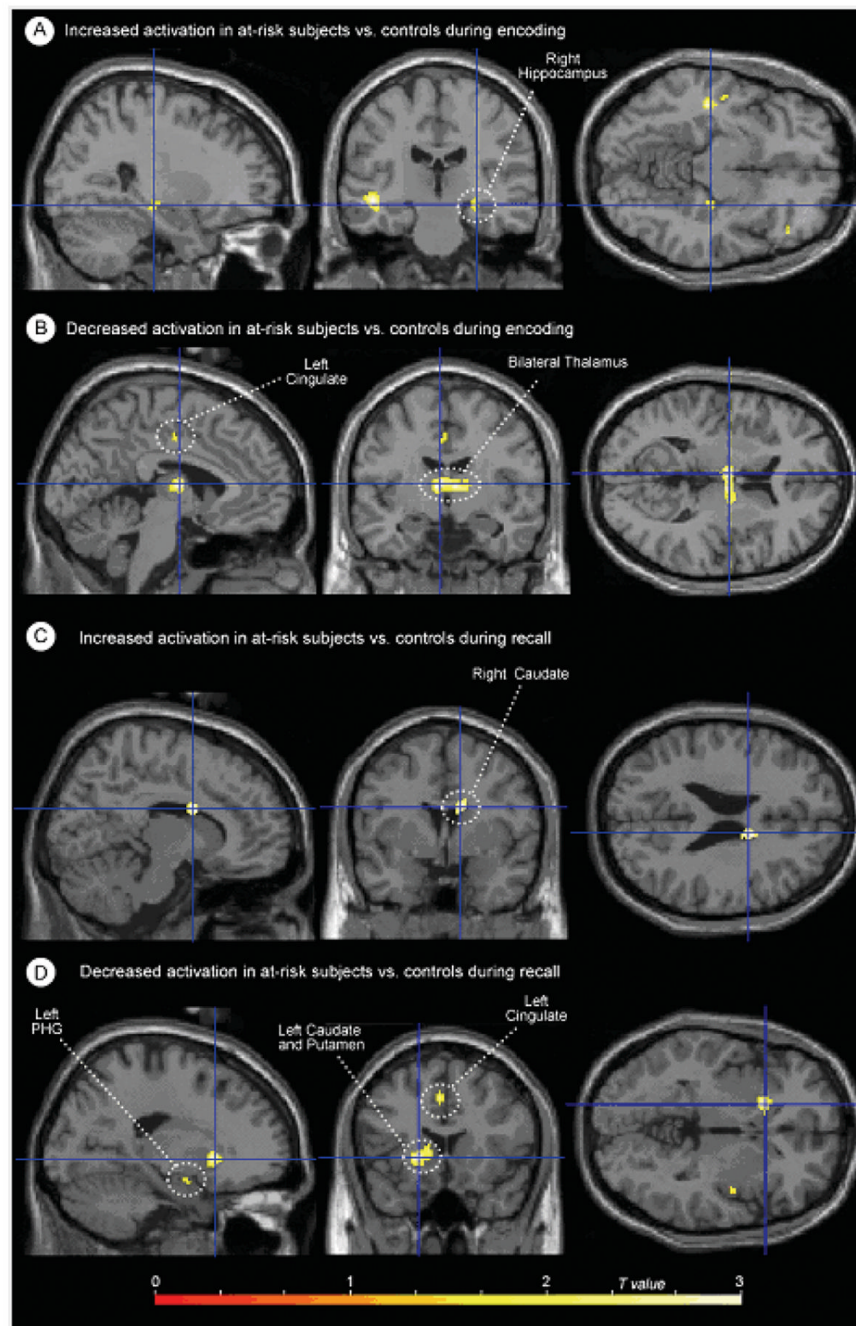 A Increased activation in at-risk subjects vs. controls during encoding
Right
Hippocampus
B Decreased activation in at-risk subjects vs. controls during encoding
Left
Cingulate
Bilateral Thalamus
C Increased activation in at-risk subjects vs. controls during recall
Right Caudate
D Decreased activation in at-risk subjects vs. controls during recall
Left
PHG
Left Caudate
and Putamen
Left
Cingulate
0 1 2 T value 3